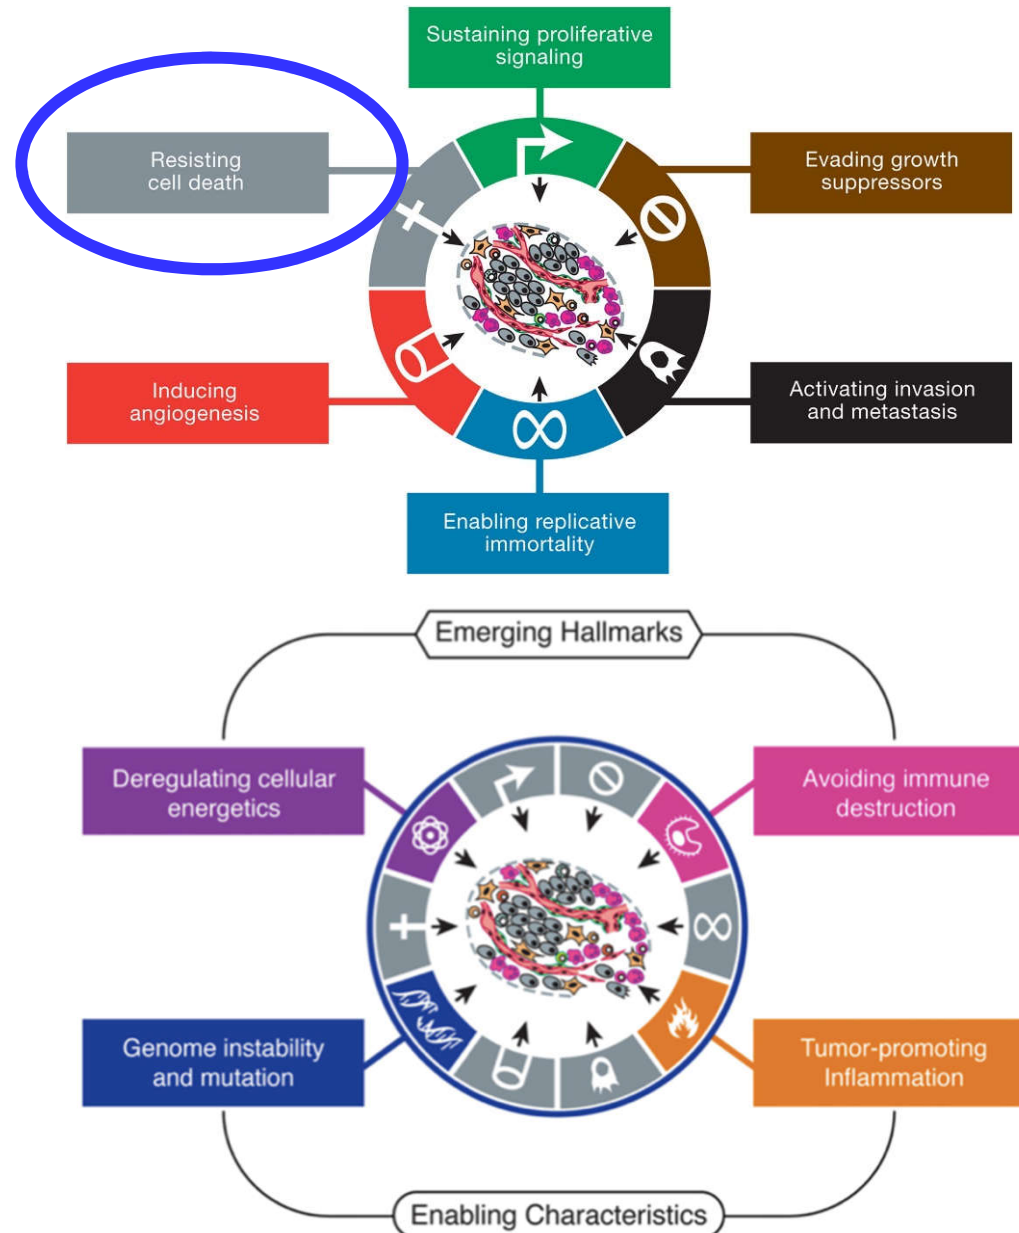 Sustaining proliferative
signaling
Resisting
cell death
Evading growth
suppressors
Inducing
angiogenesis
Activating invasion
and metastasis
Enabling replicative
immortality
Emerging Hallmarks
Deregulating cellular
energetics
Avoiding immune
destruction
Genome instability
and mutation
Tumor-promoting
Inflammation
Enabling Characteristics